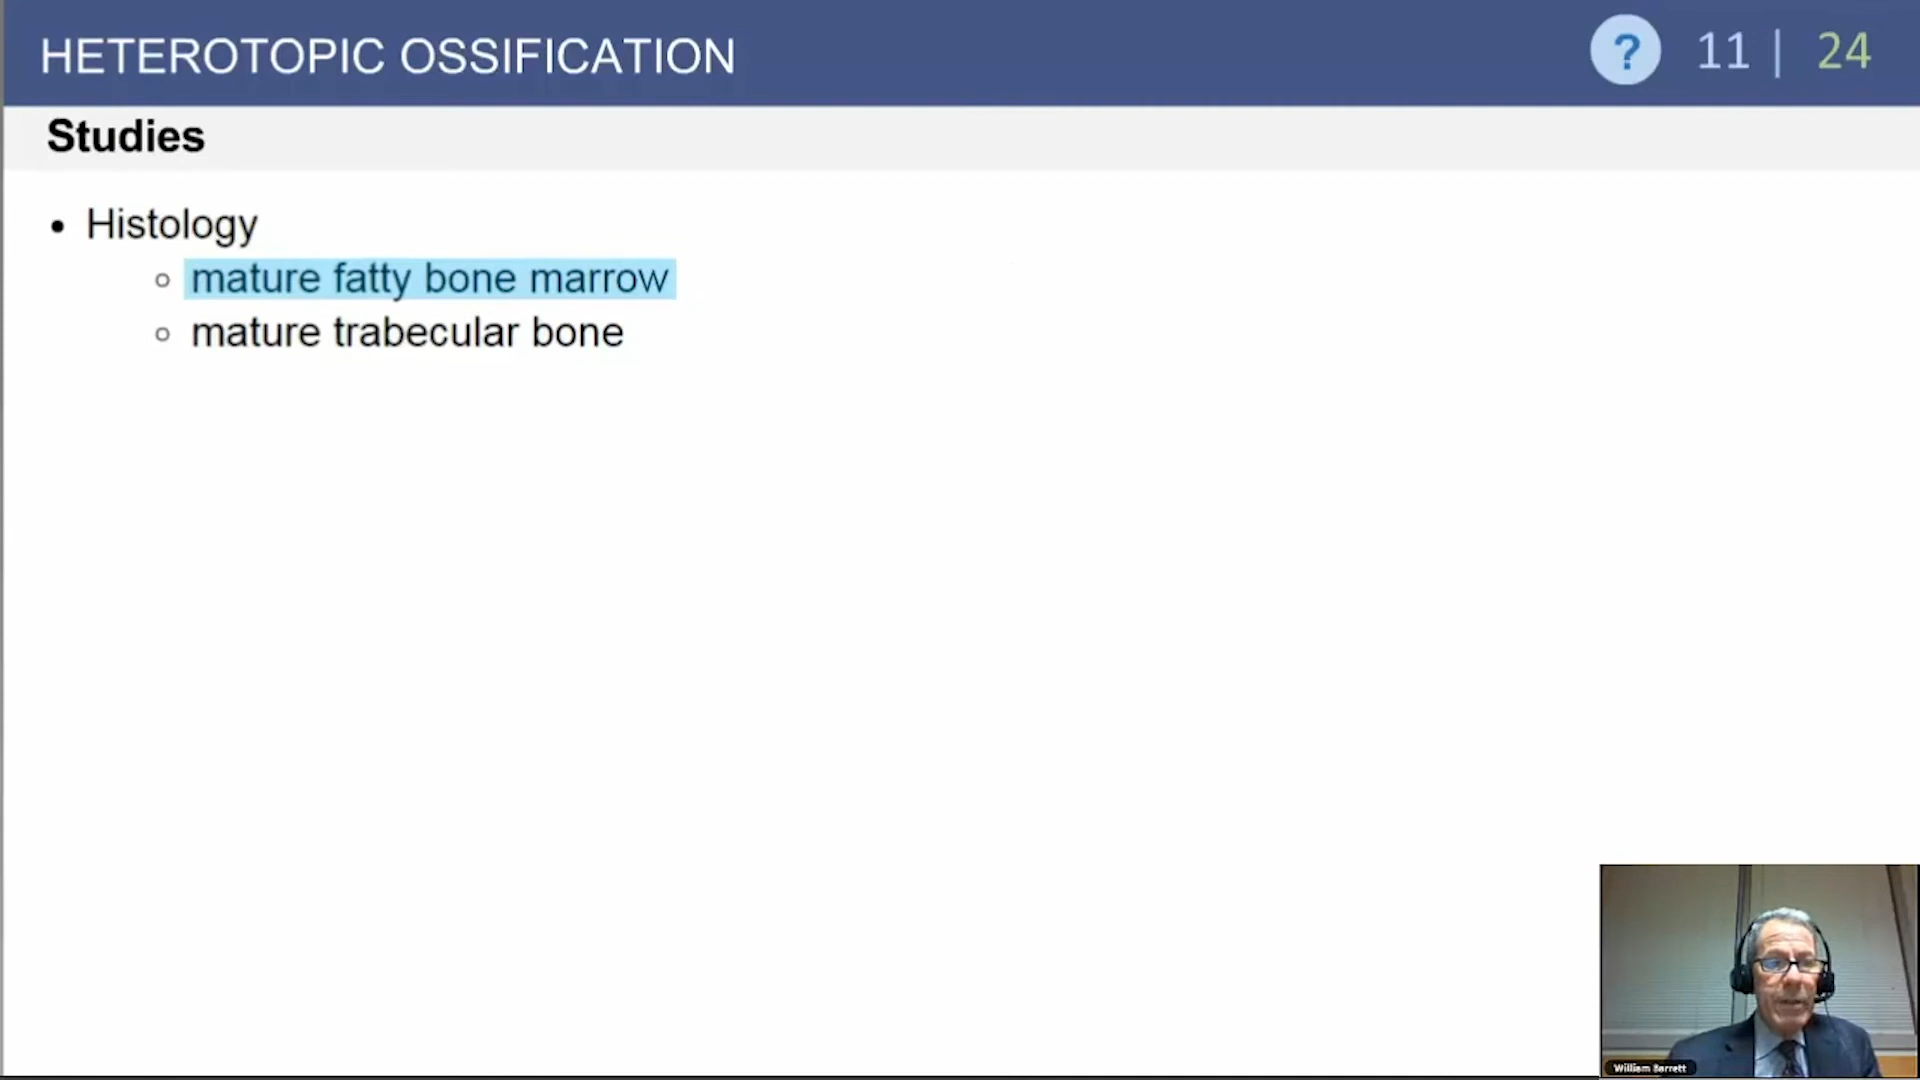 HETEROTOPIC OSSIFICATION
? 11 | 24
Studies
• Histology
○ mature fatty bone marrow
○ mature trabecular bone
William Barrett